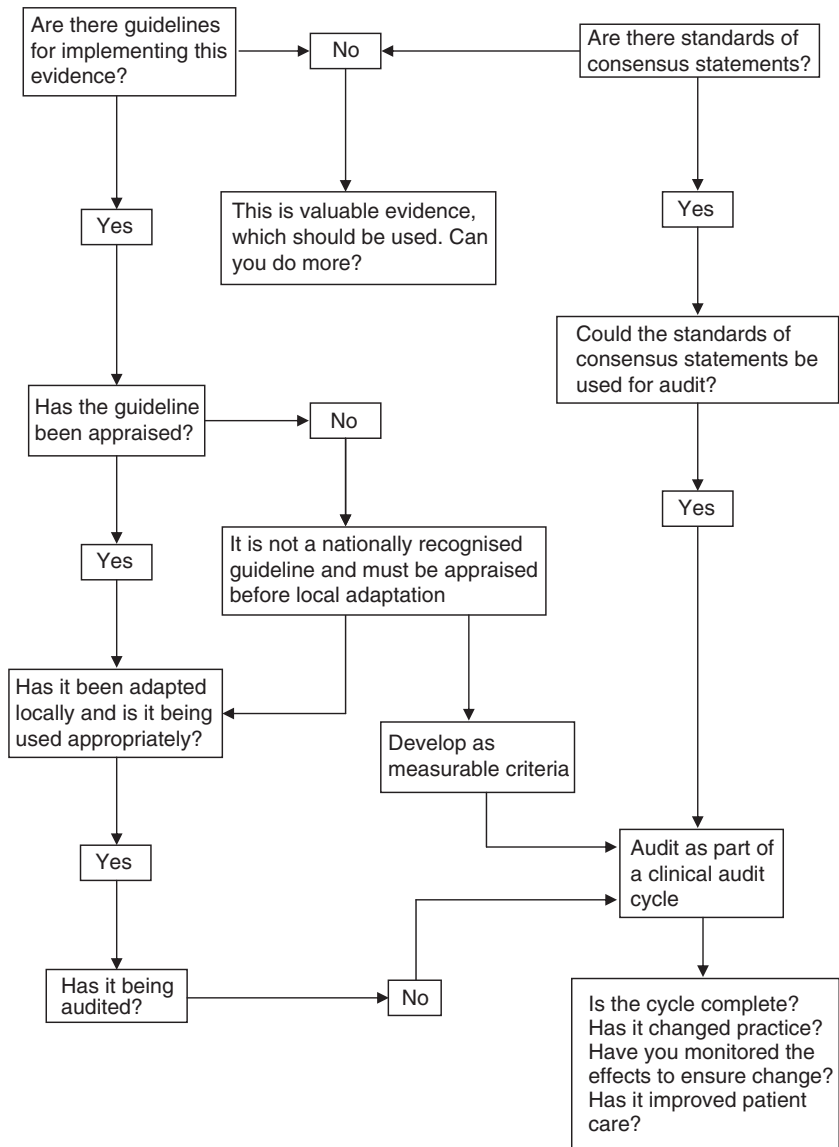 Are there guidelines
for implementing this
evidence?
No
Are there standards of
consensus statements?
Yes
This is valuable evidence,
which should be used. Can
you do more?
Yes
Could the standards of
consensus statements be
used for audit?
Has the guideline
been appraised?
No
Yes
Yes
It is not a nationally recognised
guideline and must be appraised
before local adaptation
Has it been adapted
locally and is it being
used appropriately?
Develop as
measurable criteria
Yes
Audit as part of
a clinical audit
cycle
Has it being
audited?
No
Is the cycle complete?
Has it changed practice?
Have you monitored the
effects to ensure change?
Has it improved patient
care?